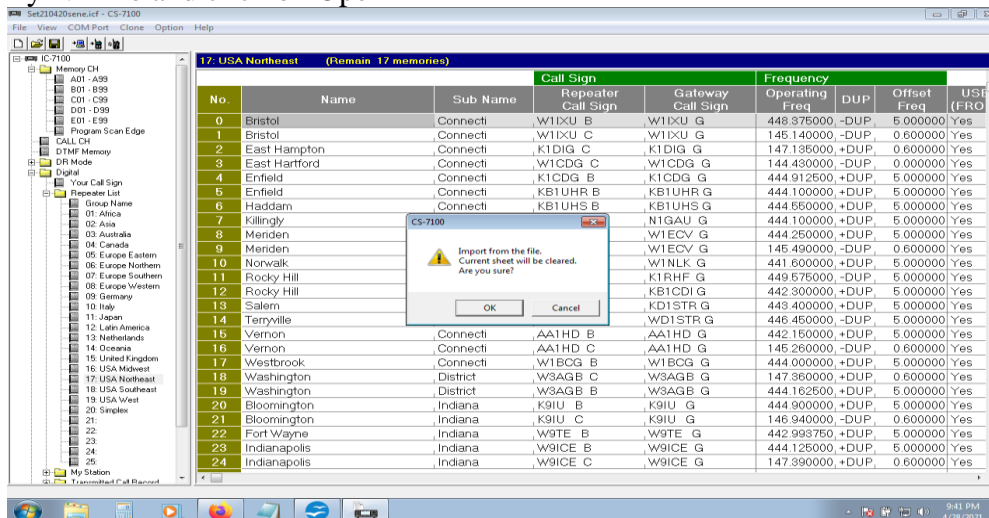 Set210420sene.icf - CS-7100
File View COM Port Clone Option Help
IC-7100
Memory CH
A01 - A99
B01 - B99
C01 - C99
D01 - D99
E01 - E99
Program Scan Edge
CALL CH
DTMF Memory
DR Mode
Digital
Your Call Sign
Repeater List
Group Name
01: Africa
02: Asia
03: Australia
04: Canada
05: Europe Eastern
06: Europe Northern
07: Europe Southern
08: Europe Western
09: Germany
10: Italy
11: Japan
12: Latin America
13: Netherlands
14: Oceania
15: United Kingdom
16: USA Midwest
17: USA Northeast
18: USA Southeast
19: USA West
20: Simplex
21:
22:
23:
24:
25:
My Station
Transmitted Call Record
17: USA Northeast (Remain 17 memories)
Call Sign Frequency
No. Name Sub Name Repeater Call Sign Gateway Call Sign Operating Freq DUP Offset Freq USE (FRO
0 Bristol , Connecti , W1IXU B , W1IXU G 448.375000, -DUP, 5.000000 Yes
1 Bristol , Connecti , W1IXU C , W1IXU G 145.140000, -DUP, 0.600000 Yes
2 East Hampton , Connecti , K1DIG C , K1DIG G 147.135000, +DUP, 0.600000 Yes
3 East Hartford , Connecti , W1CDG C , W1CDG G 144.430000, -DUP, 0.000000 Yes
4 Enfield , Connecti , K1CDG B , K1CDG G 444.912500, +DUP, 5.000000 Yes
5 Enfield , Connecti , KB1UHR B , KB1UHR G 444.100000, +DUP, 5.000000 Yes
6 Haddam , Connecti , KB1UHS B , KB1UHS G 444.550000, +DUP, 5.000000 Yes
7 Killingly , N1GAU G 444.100000, +DUP, 5.000000 Yes
8 Meriden , W1ECV G 444.250000, +DUP, 5.000000 Yes
9 Meriden , W1ECV G 145.490000, -DUP, 0.600000 Yes
10 Norwalk , W1NLK G 441.600000, +DUP, 5.000000 Yes
11 Rocky Hill , K1RHF G 449.575000, -DUP, 5.000000 Yes
12 Rocky Hill , KB1CDI G 442.300000, +DUP, 5.000000 Yes
13 Salem , KD1STR G 443.400000, +DUP, 5.000000 Yes
14 Terryville , WD1STR G 446.450000, -DUP, 5.000000 Yes
15 Vernon , Connecti , AA1HD B , AA1HD G 442.150000, +DUP, 5.000000 Yes
16 Vernon , Connecti , AA1HD C , AA1HD G 145.260000, -DUP, 0.600000 Yes
17 Westbrook , Connecti , W1BCG B , W1BCG G 444.000000, +DUP, 5.000000 Yes
18 Washington , District , W3AGB C , W3AGB G 147.360000, +DUP, 0.600000 Yes
19 Washington , District , W3AGB B , W3AGB G 444.162500, +DUP, 5.000000 Yes
20 Bloomington , Indiana , K9IU B , K9IU G 444.900000, +DUP, 5.000000 Yes
21 Bloomington , Indiana , K9IU C , K9IU G 146.940000, -DUP, 0.600000 Yes
22 Fort Wayne , Indiana , W9TE B , W9TE G 442.993750, +DUP, 5.000000 Yes
23 Indianapolis , Indiana , W9ICE B , W9ICE G 444.125000, +DUP, 5.000000 Yes
24 Indianapolis , Indiana , W9ICE C , W9ICE G 147.390000, +DUP, 0.600000 Yes
CS-7100
Import from the file.
Current sheet will be cleared.
Are you sure?
OK Cancel
9:41 PM
4/28/2021